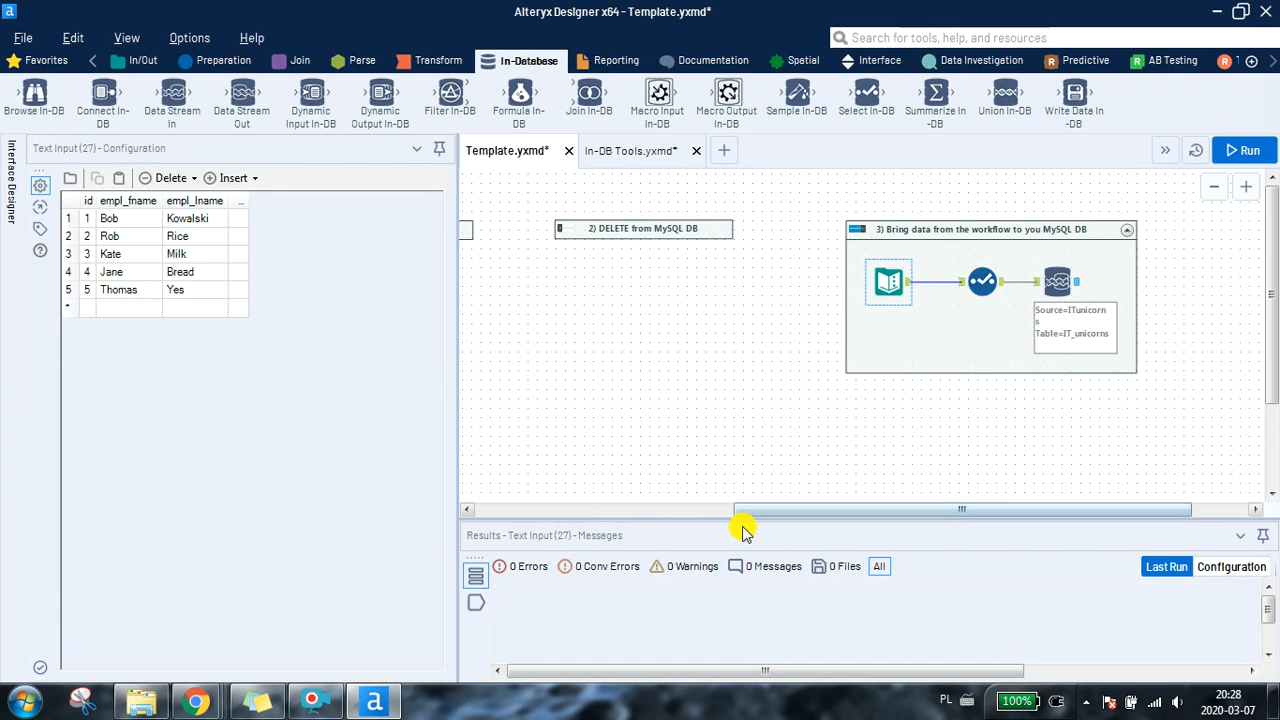 Alteryx Designer x64 - Template.yxmd*
File Edit View Options Help
Search for tools, help, and resources
Favorites In/Out Preparation Join Parse Transform In-Database Reporting Documentation Spatial Interface Data Investigation Predictive AB Testing T
Browse In-DB Connect In-DB Data Stream In Data Stream Out Dynamic Input In-DB Dynamic Output In-DB Filter In-DB Formula In-DB Join In-DB Macro Input In-DB Macro Output In-DB Sample In-DB Select In-DB Summarize In-DB Union In-DB Write Data In-DB
Interface Designer
Text Input (27) - Configuration
Template.yxmd* In-DB Tools.yxmd*
Run
Delete Insert
id empl_fname empl_lname ...
1 1 Bob Kowalski
2 2 Rob Rice
3 3 Kate Milk
4 4 Jane Bread
5 5 Thomas Yes
2) DELETE from MySQL DB
3) Bring data from the workflow to you MySQL DB
Source=ITunicorn
s
Table=IT_unicorns
Results - Text Input (27) - Messages
0 Errors 0 Conv Errors 0 Warnings 0 Messages 0 Files All Last Run Configuration
PL 100% 20:28
2020-03-07